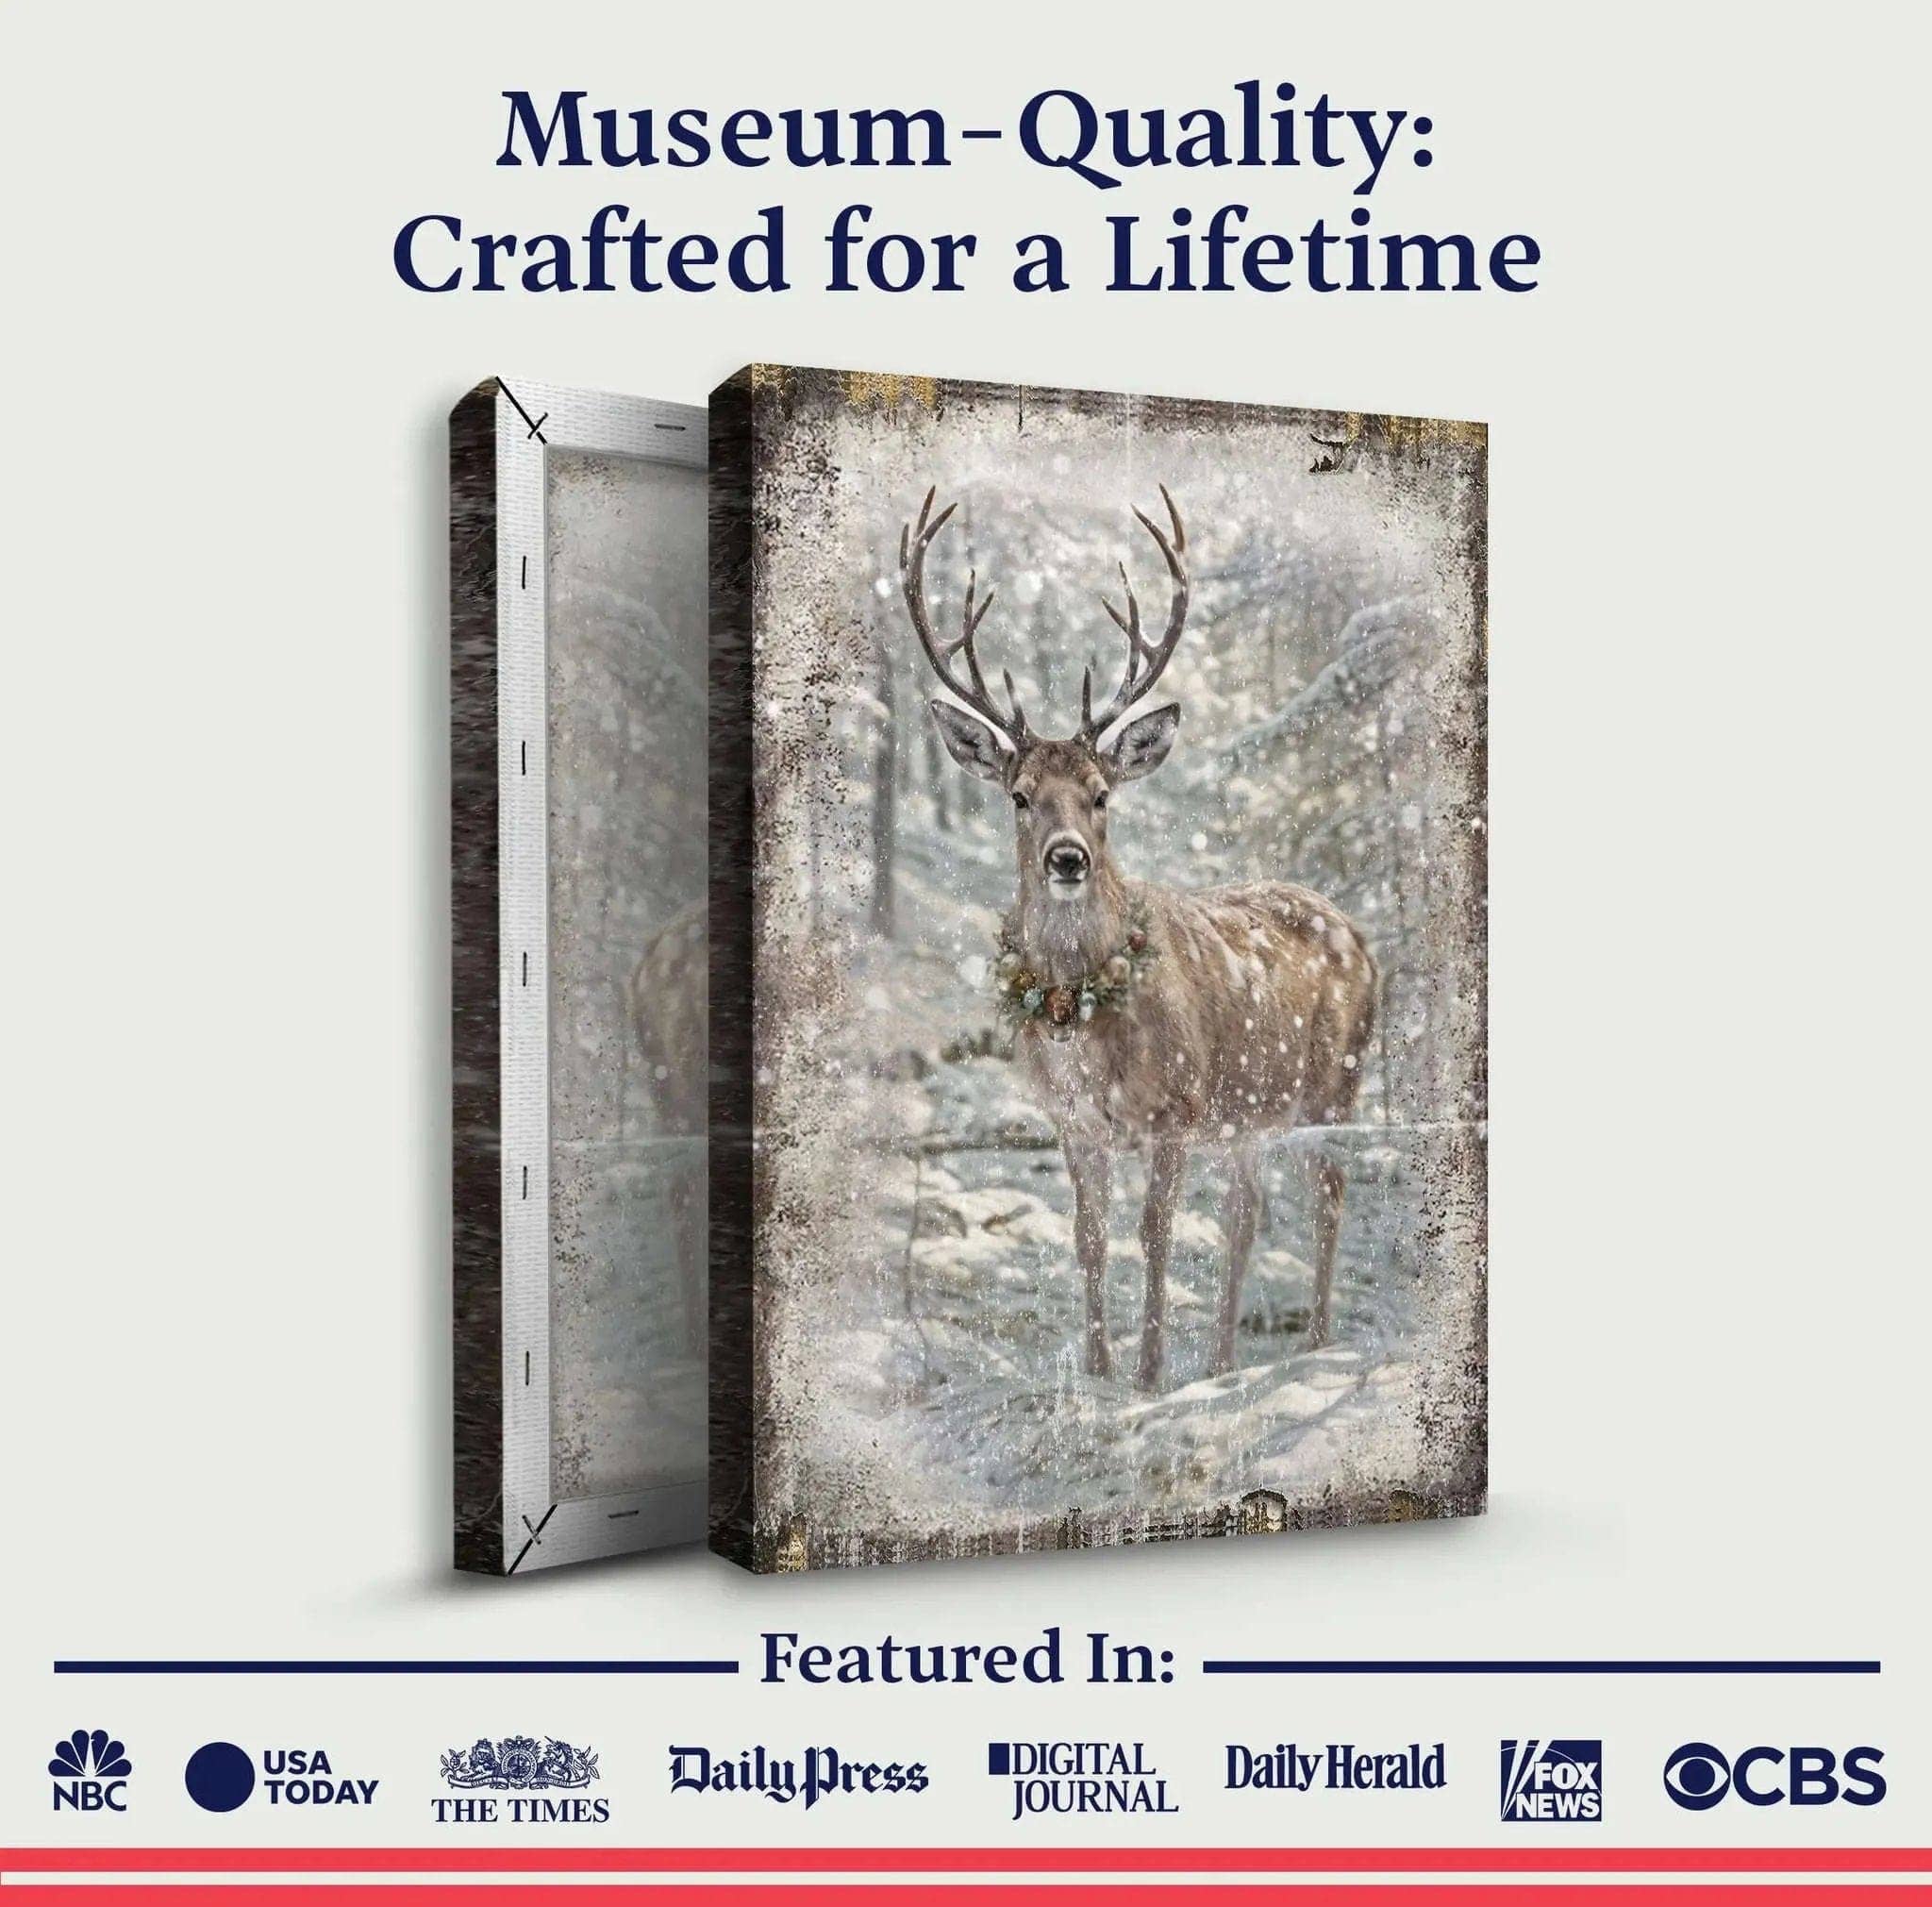 Museum-Quality:
Crafted for a Lifetime
Featured In:
NBC
USA
TODAY
THE TIMES
Daily Press
DIGITAL
JOURNAL
Daily Herald
FOX
NEWS
CBS